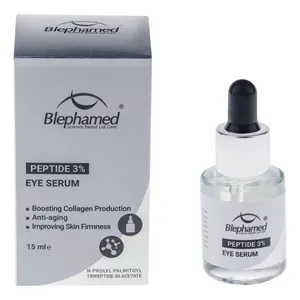 Blephamed
Science Based Lid Care
PEPTIDE 3%
EYE SERUM
Boosting Collagen Production
Anti-aging
Improving Skin Firmness
15 ml e
N-PROLYL PALMITOYL
TRIPEPTIDE-56 ACETATE
Blephamed
PEPTIDE 3%
EYE SERUM